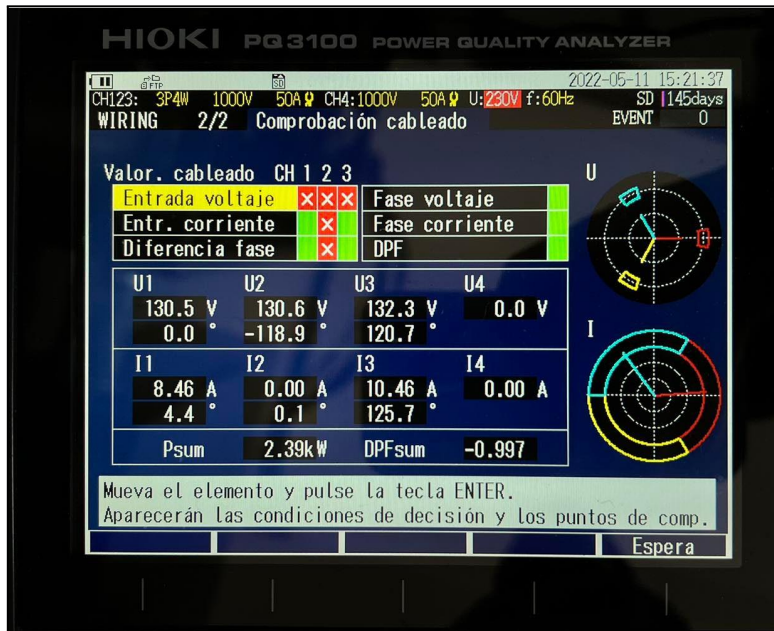 HIOKI PQ3100 POWER QUALITY ANALYZER
FTP SD 2022-05-11 15:21:37
CH123: 3P4W 1000V 50A CH4:1000V 50A U:230V f:60Hz SD 145days
WIRING 2/2 Comprobación cableado EVENT 0
Valor. cableado CH 1 2 3
Entrada voltaje × × × Fase voltaje
Entr. corriente × Fase corriente
Diferencia fase × DPF
U
U1 U2 U3 U4
130.5 V 130.6 V 132.3 V 0.0 V
0.0 ° -118.9 ° 120.7 °
I
I1 I2 I3 I4
8.46 A 0.00 A 10.46 A 0.00 A
4.4 ° 0.1 ° 125.7 °
Psum 2.39kW DPFsum -0.997
Mueva el elemento y pulse la tecla ENTER.
Aparecerán las condiciones de decisión y los puntos de comp.
Espera